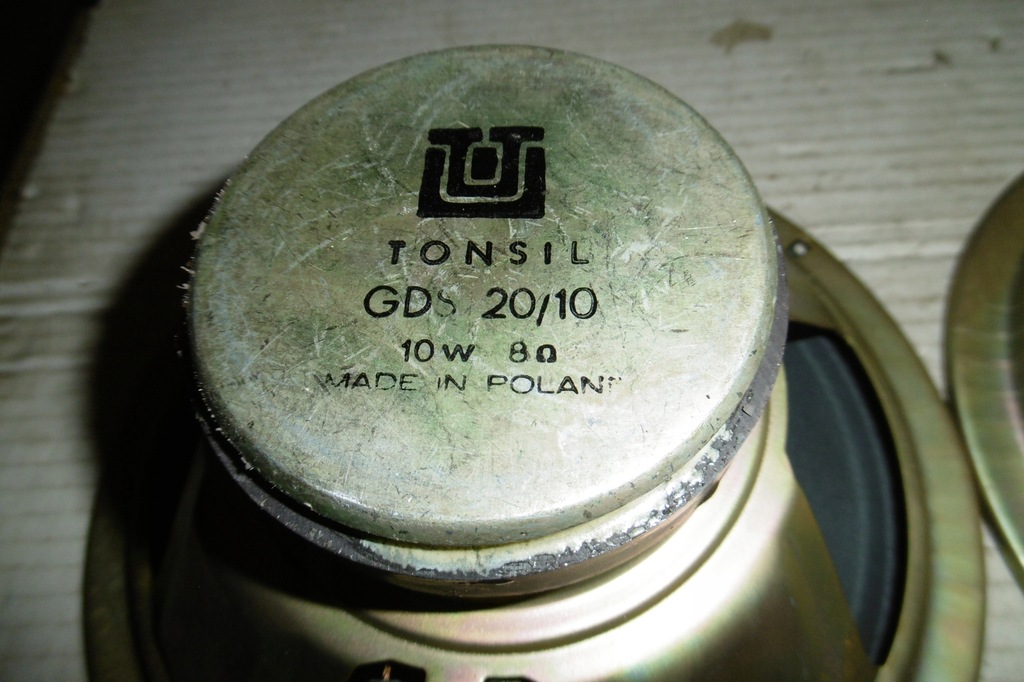 TONSIL
GDS 20/10
10W 8Ω
MADE IN POLAND